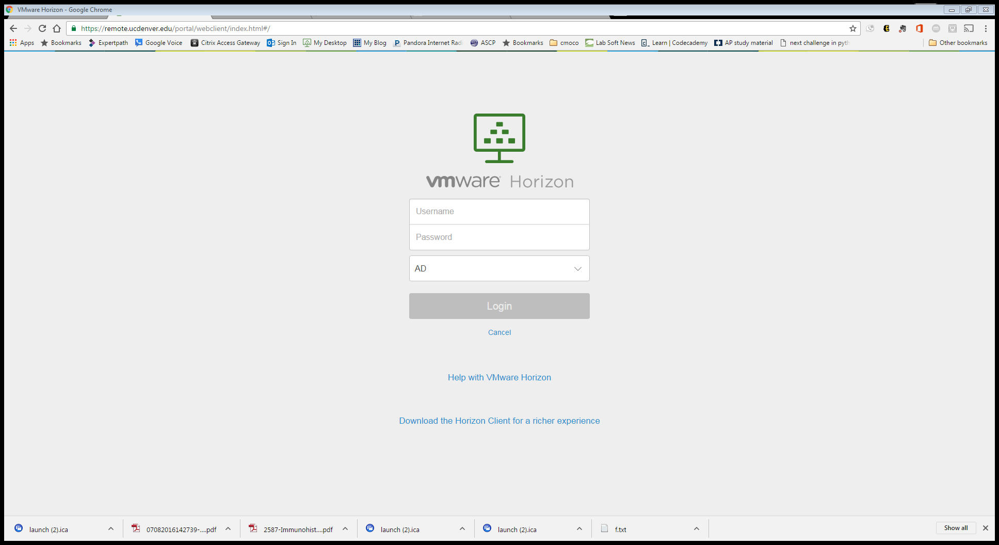 VMware Horizon - Google Chrome
https://remote.ucdenver.edu/portal/webclient/index.html#/
Apps Bookmarks Expertpath Google Voice Citrix Access Gateway Sign In My Desktop My Blog Pandora Internet Radi ASCP Bookmarks cmoco Lab Soft News Learn | Codecademy AP study material next challenge in pyth Other bookmarks
vmware Horizon
Username
Password
AD
Login
Cancel
Help with VMware Horizon
Download the Horizon Client for a richer experience
launch (2).ica 07082016142739-....pdf 2587-Immunohist....pdf launch (2).ica launch (2).ica f.txt Show all